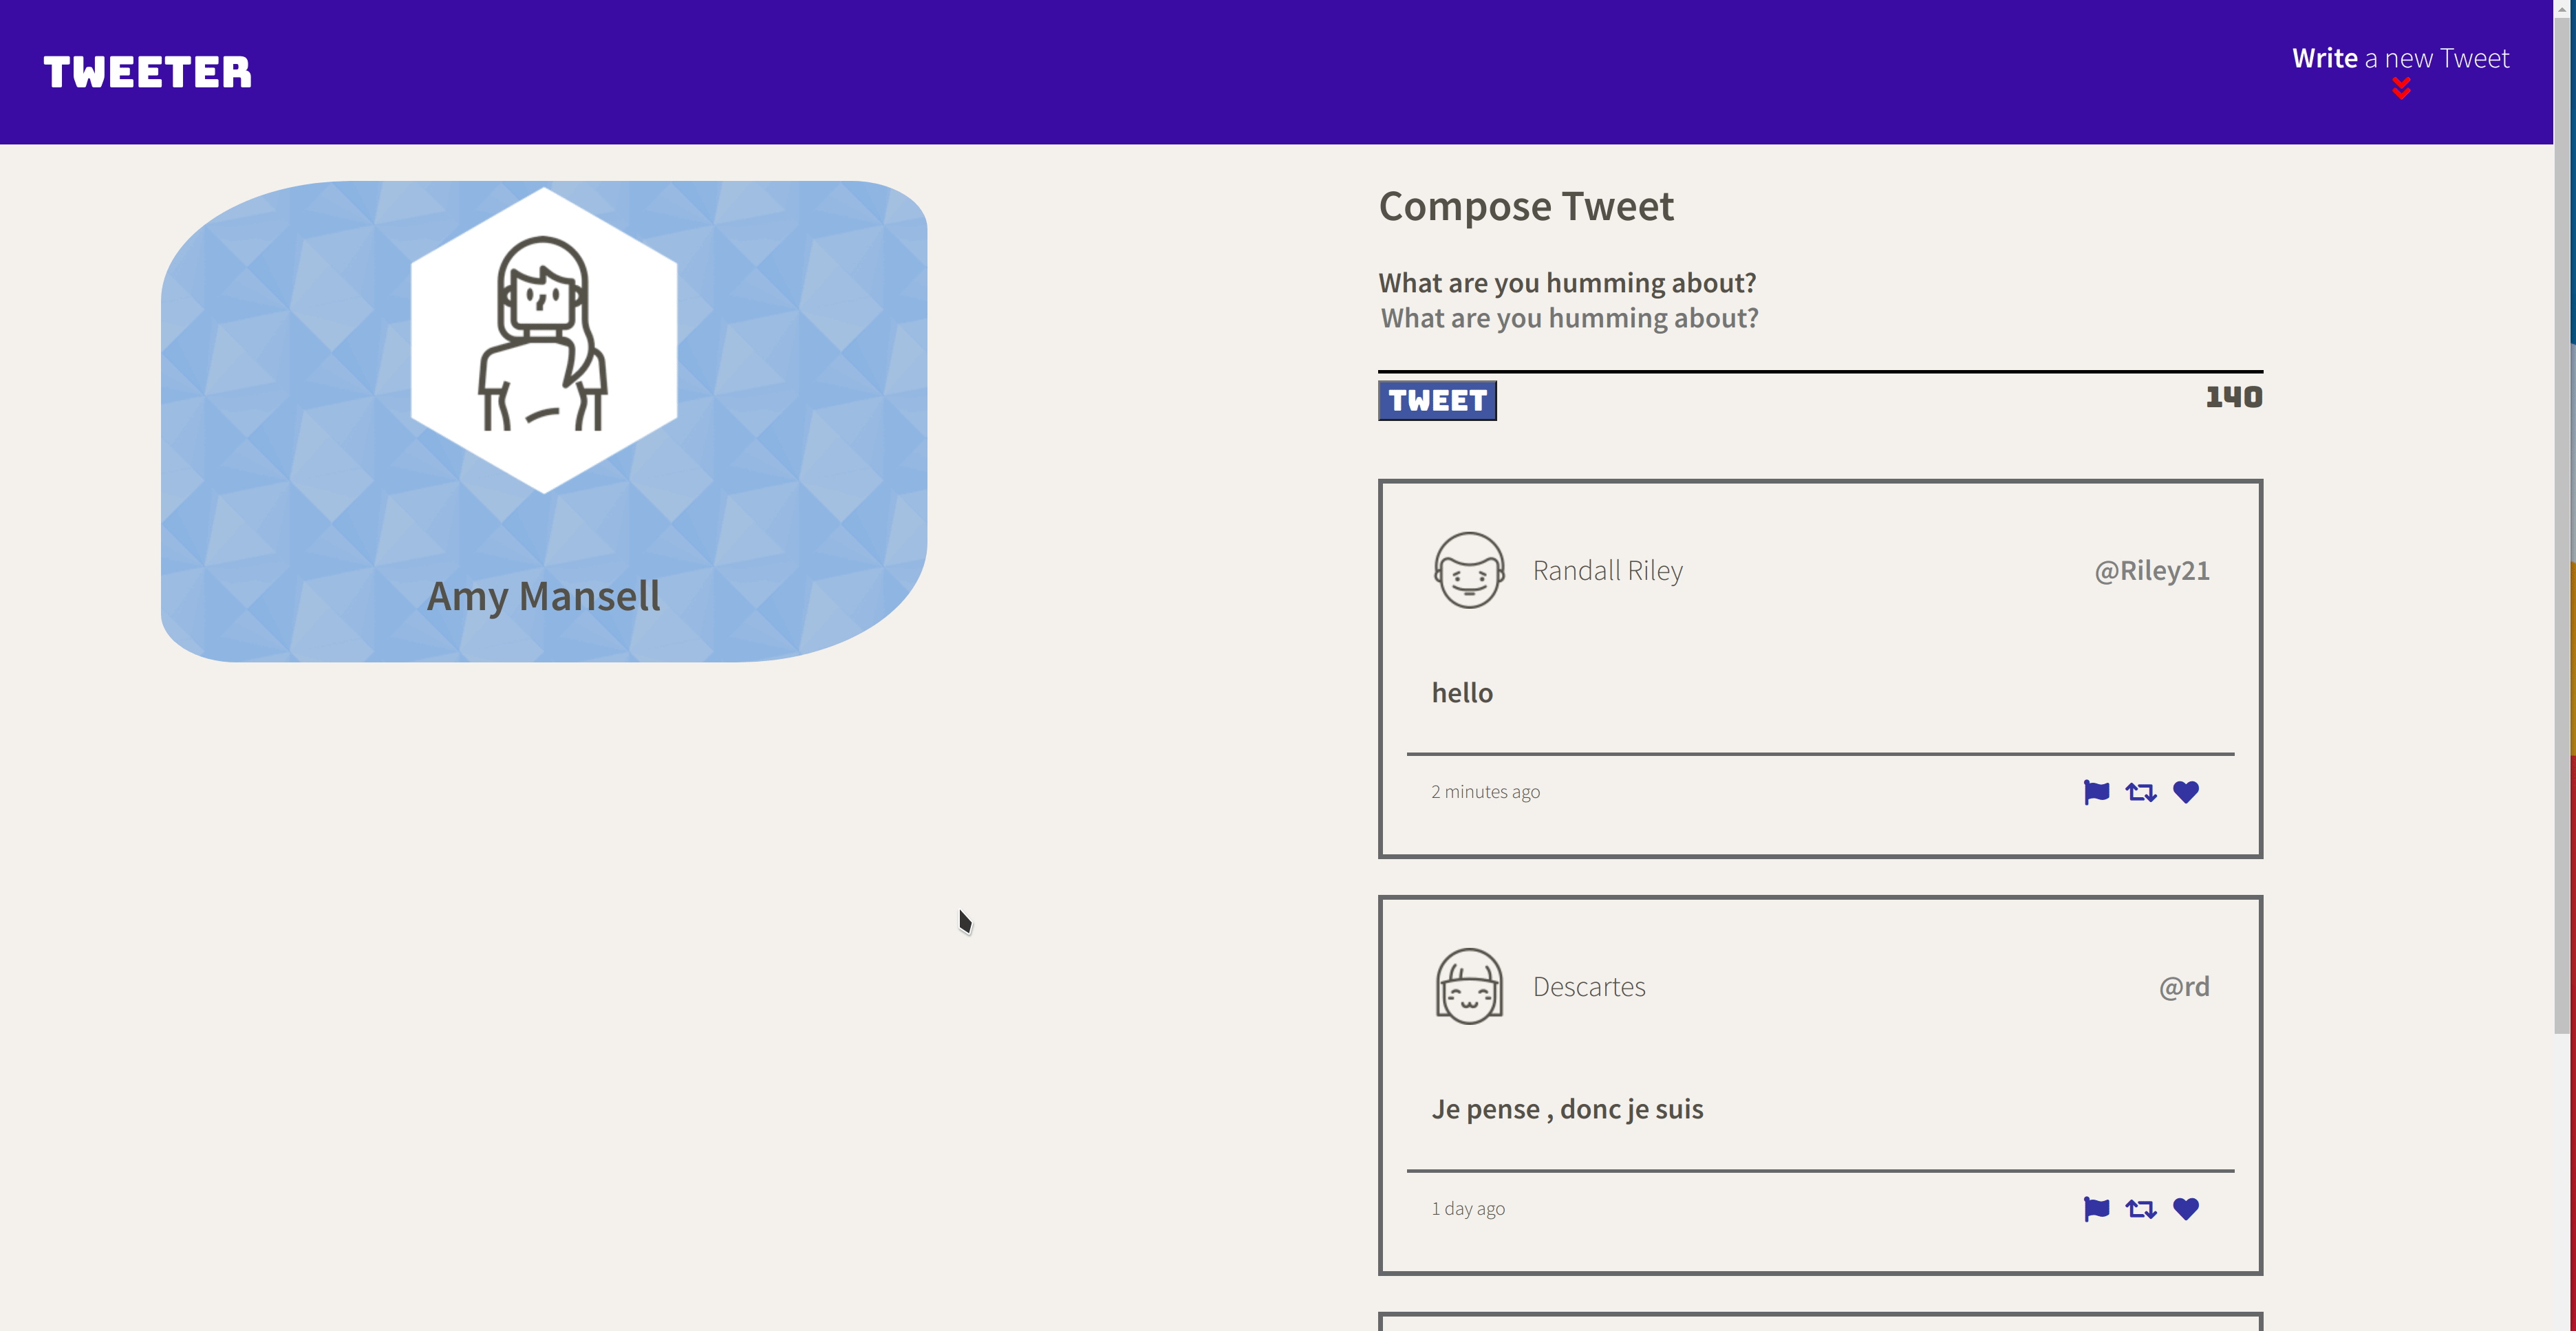 TWEETER
Write a new Tweet
Amy Mansell
Compose Tweet
What are you humming about?
What are you humming about?
TWEET
140
Randall Riley
@Riley21
hello
2 minutes ago
Descartes
@rd
Je pense , donc je suis
1 day ago